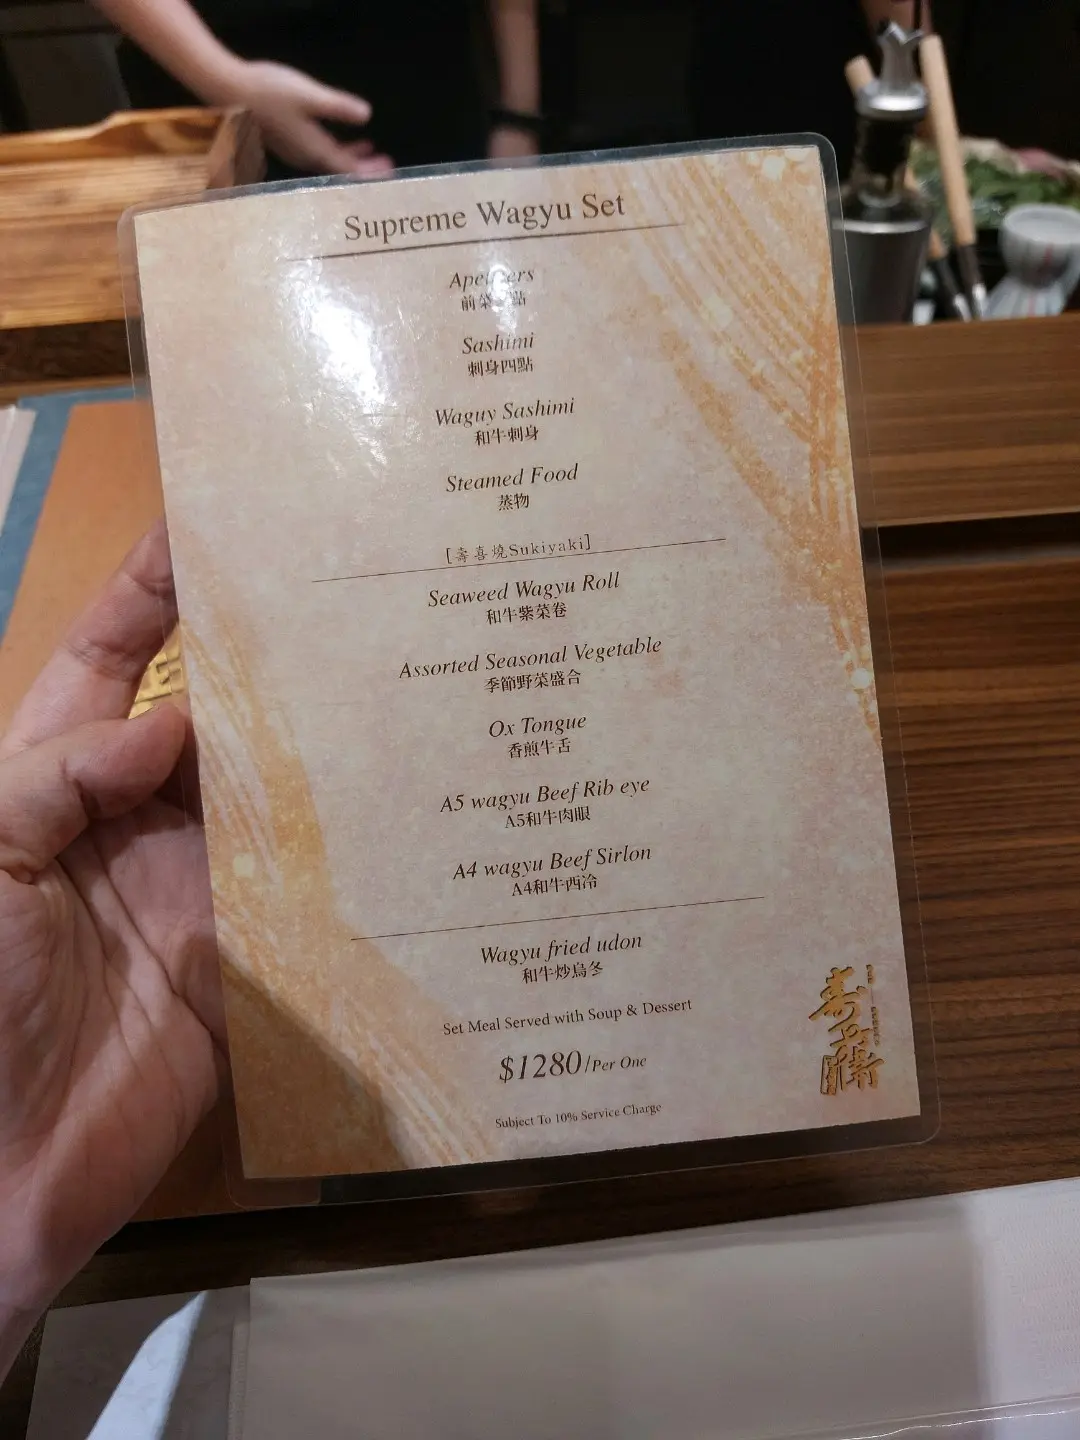 Supreme Wagyu Set
Sashimi
刺身四點
Waguy Sashimi
和牛刺身
Steamed Food
蒸物
[壽喜燒Sukiyaki]
Seaweed Wagyu Roll
和牛紫菜卷
Assorted Seasonal Vegetable
季節野菜盛合
Ox Tongue
香煎牛舌
A5 wagyu Beef Rib eye
A5和牛肉眼
A4 wagyu Beef Sirlon
A4和牛西冷
Wagyu fried udon
和牛炒烏冬
Set Meal Served with Soup & Dessert
$1280/Per One
Subject To 10% Service Charge